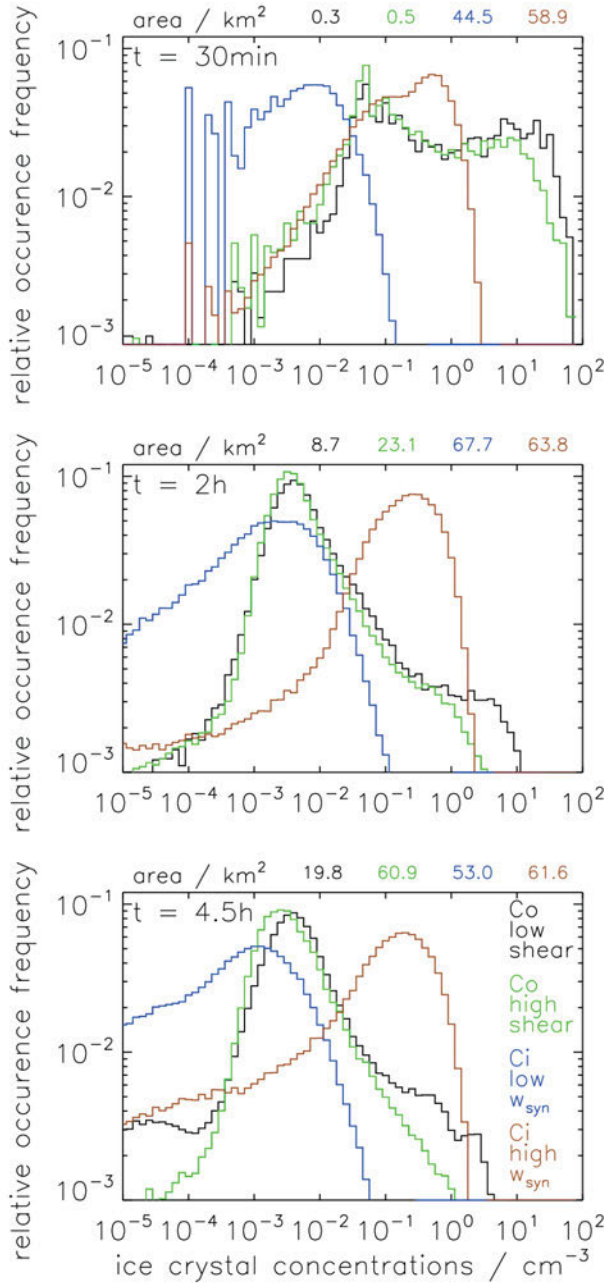 area / km² 0.3 0.5 44.5 58.9
t = 30min
relative occurence frequency
10⁻¹
10⁻²
10⁻³
10⁻⁵ 10⁻⁴ 10⁻³ 10⁻² 10⁻¹ 10⁰ 10¹ 10²
area / km² 8.7 23.1 67.7 63.8
t = 2h
relative occurence frequency
10⁻¹
10⁻²
10⁻³
10⁻⁵ 10⁻⁴ 10⁻³ 10⁻² 10⁻¹ 10⁰ 10¹ 10²
area / km² 19.8 60.9 53.0 61.6
t = 4.5h
relative occurence frequency
10⁻¹
10⁻²
10⁻³
Co
low
shear
Co
high
shear
Ci
low
w_syn
Ci
high
w_syn
10⁻⁵ 10⁻⁴ 10⁻³ 10⁻² 10⁻¹ 10⁰ 10¹ 10²
ice crystal concentrations / cm⁻³